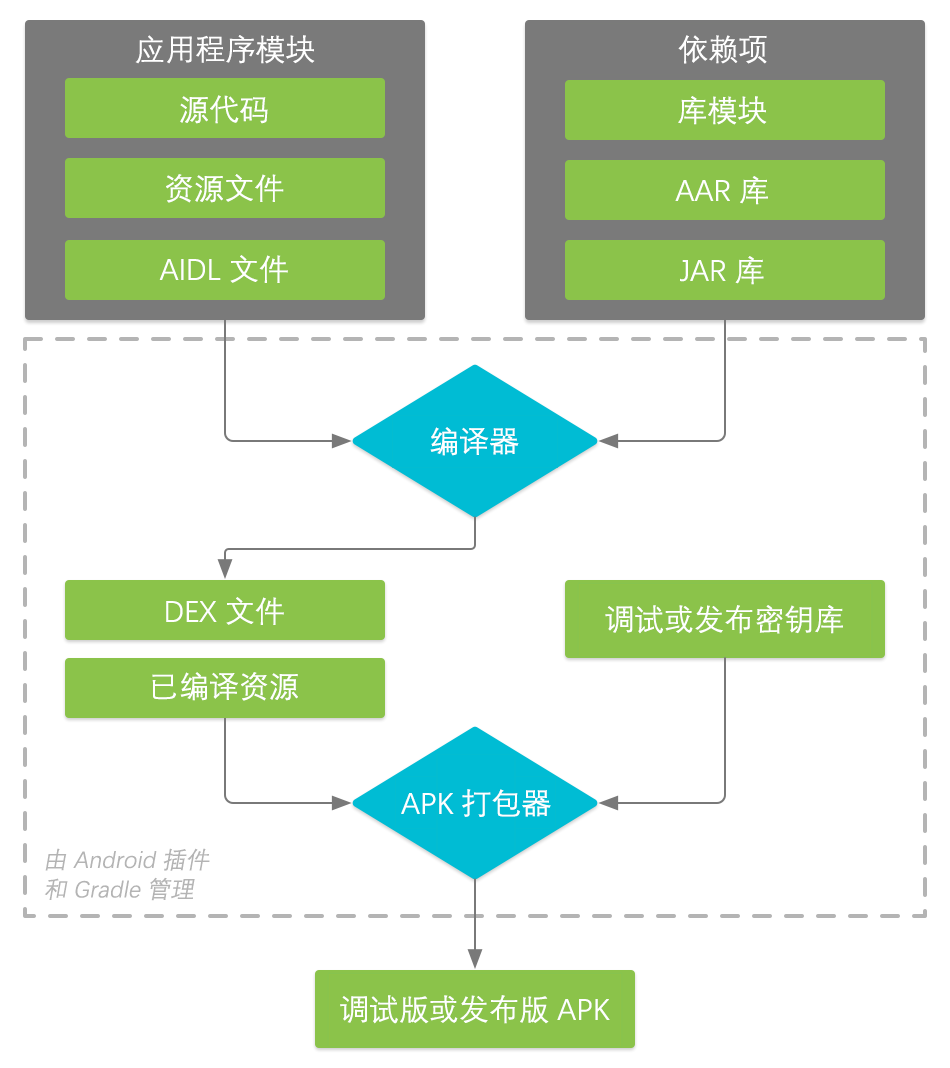 应用程序模块
源代码
资源文件
AIDL 文件
依赖项
库模块
AAR 库
JAR 库
编译器
DEX 文件
已编译资源
调试或发布密钥库
APK 打包器
由 Android 插件
和 Gradle 管理
调试版或发布版 APK